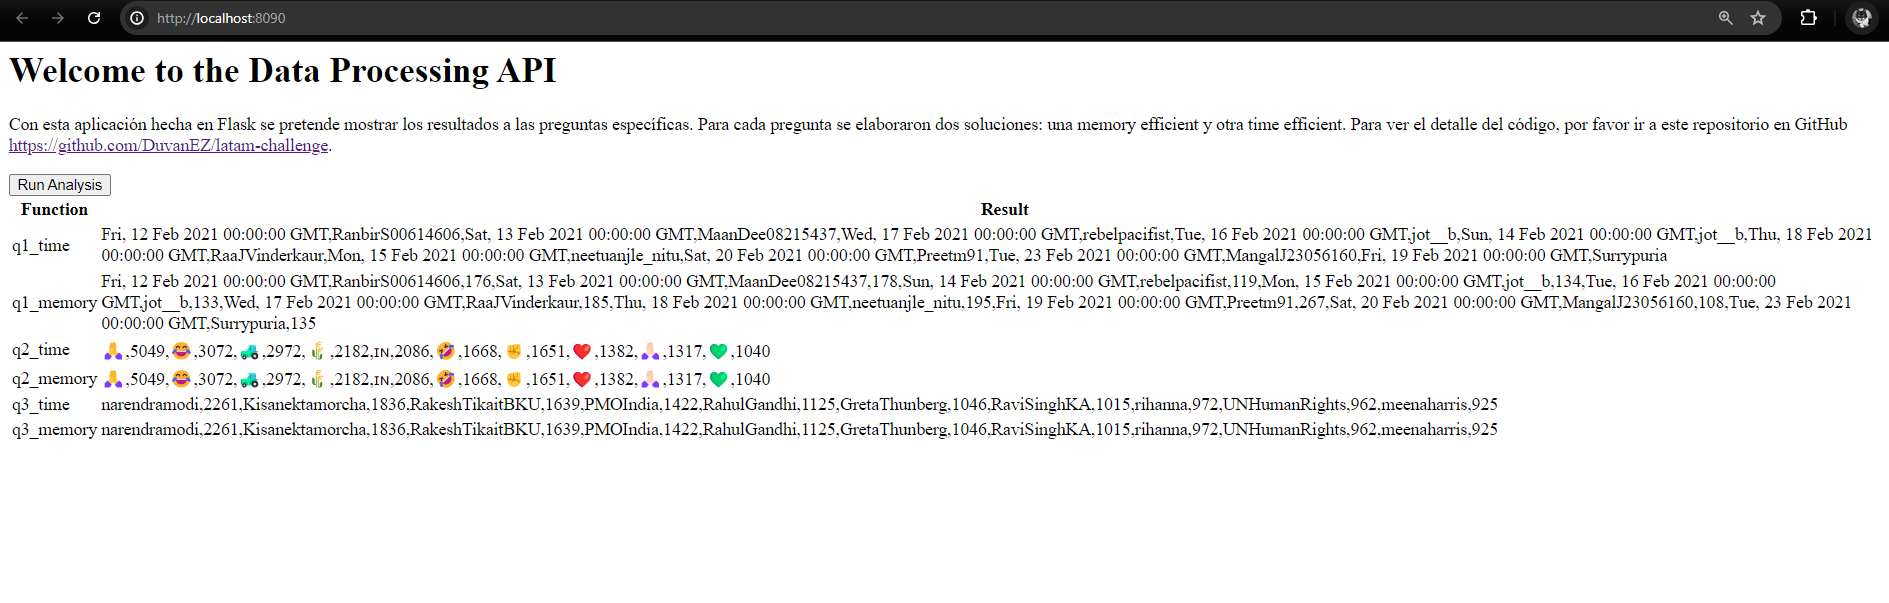 http://localhost:8090
Welcome to the Data Processing API
Con esta aplicación hecha en Flask se pretende mostrar los resultados a las preguntas específicas. Para cada pregunta se elaboraron dos soluciones: una memory efficient y otra time efficient. Para ver el detalle del código, por favor ir a este repositorio en GitHub
https://github.com/DuvanEZ/latam-challenge.
Run Analysis
Function Result
q1_time Fri, 12 Feb 2021 00:00:00 GMT,RanbirS00614606,Sat, 13 Feb 2021 00:00:00 GMT,MaanDee08215437,Wed, 17 Feb 2021 00:00:00 GMT,rebelpacifist,Tue, 16 Feb 2021 00:00:00 GMT,jot__b,Sun, 14 Feb 2021 00:00:00 GMT,jot__b,Thu, 18 Feb 2021
00:00:00 GMT,RaaJVinderkaur,Mon, 15 Feb 2021 00:00:00 GMT,neetuanjle_nitu,Sat, 20 Feb 2021 00:00:00 GMT,Preetm91,Tue, 23 Feb 2021 00:00:00 GMT,MangalJ23056160,Fri, 19 Feb 2021 00:00:00 GMT,Surrypuria
q1_memory Fri, 12 Feb 2021 00:00:00 GMT,RanbirS00614606,176,Sat, 13 Feb 2021 00:00:00 GMT,MaanDee08215437,178,Sun, 14 Feb 2021 00:00:00 GMT,rebelpacifist,119,Mon, 15 Feb 2021 00:00:00 GMT,jot__b,134,Tue, 16 Feb 2021 00:00:00
GMT,jot__b,133,Wed, 17 Feb 2021 00:00:00 GMT,RaaJVinderkaur,185,Thu, 18 Feb 2021 00:00:00 GMT,neetuanjle_nitu,195,Fri, 19 Feb 2021 00:00:00 GMT,Preetm91,267,Sat, 20 Feb 2021 00:00:00 GMT,MangalJ23056160,108,Tue, 23 Feb 2021
00:00:00 GMT,Surrypuria,135
q2_time 🙏,5049,😂,3072,🚜,2972,🌾,2182,🇮🇳,2086,🤣,1668,✊,1651,❤️,1382,🙏🏻,1317,💚,1040
q2_memory 🙏,5049,😂,3072,🚜,2972,🌾,2182,🇮🇳,2086,🤣,1668,✊,1651,❤️,1382,🙏🏻,1317,💚,1040
q3_time narendramodi,2261,Kisanektamorcha,1836,RakeshTikaitBKU,1639,PMOIndia,1422,RahulGandhi,1125,GretaThunberg,1046,RaviSinghKA,1015,rihanna,972,UNHumanRights,962,meenaharris,925
q3_memory narendramodi,2261,Kisanektamorcha,1836,RakeshTikaitBKU,1639,PMOIndia,1422,RahulGandhi,1125,GretaThunberg,1046,RaviSinghKA,1015,rihanna,972,UNHumanRights,962,meenaharris,925